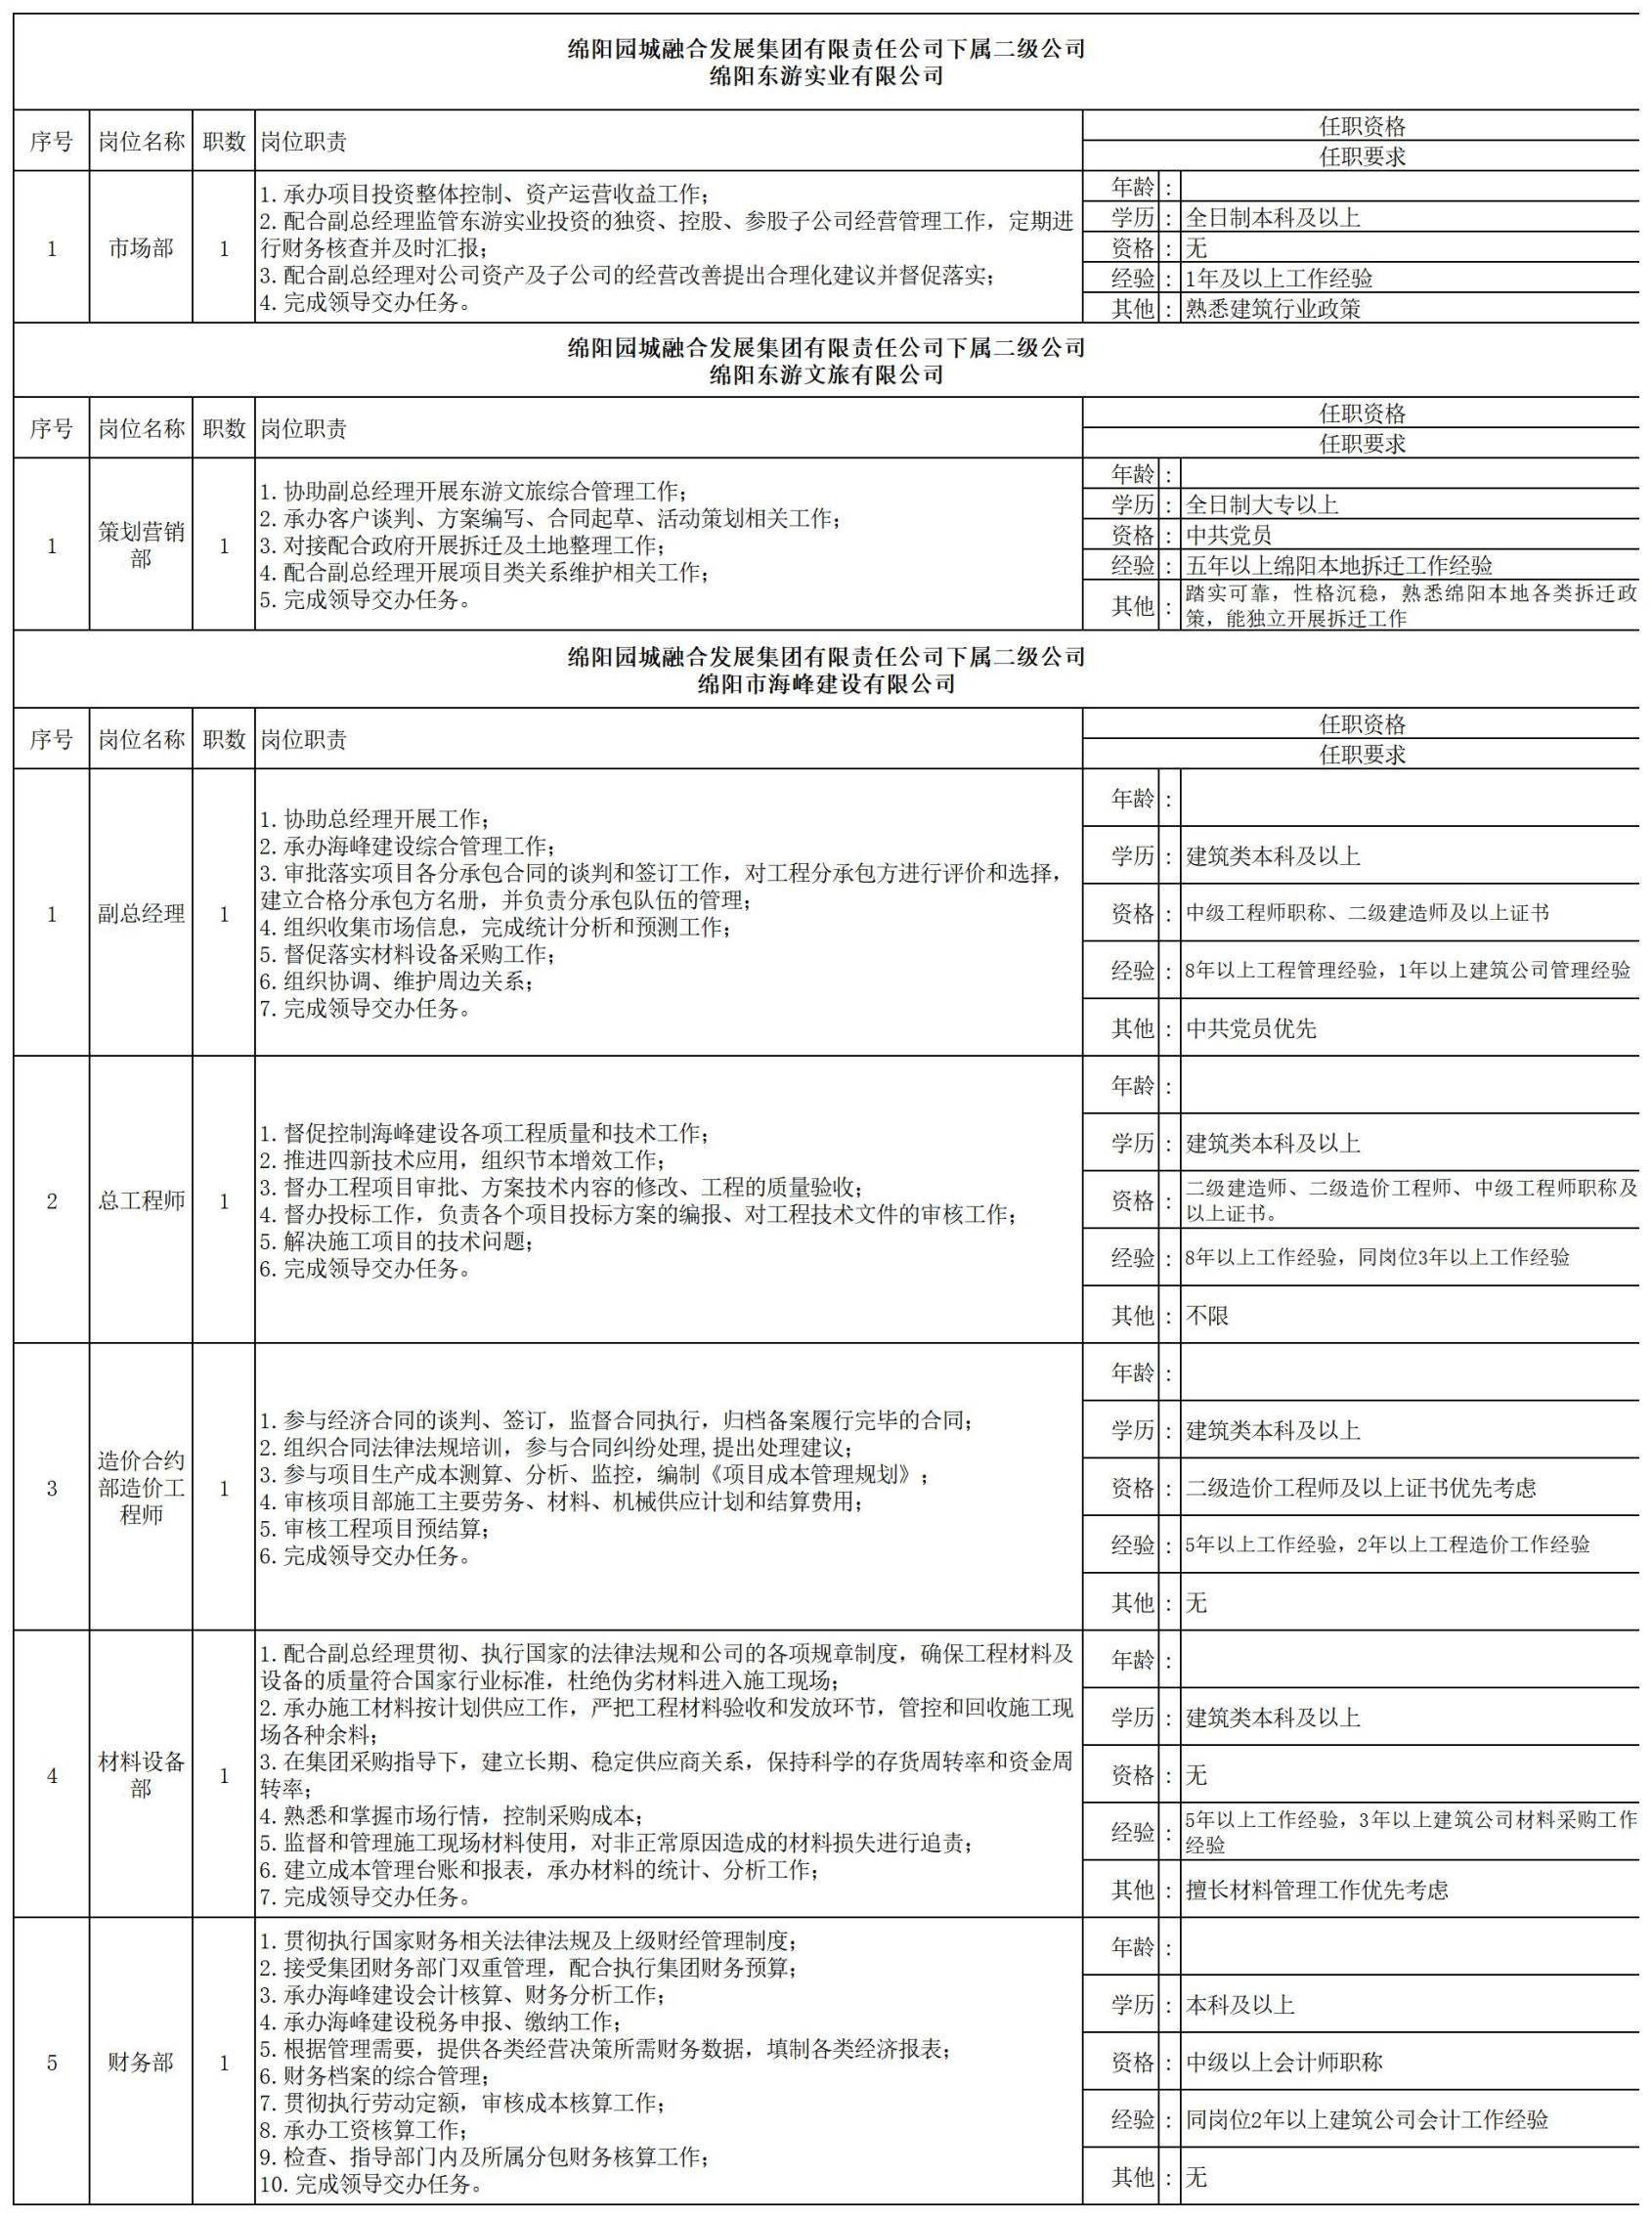 绵阳园城融合发展集团有限责任公司下属二级公司
绵阳东游实业有限公司
序号 岗位名称 职数 岗位职责 任职资格
任职要求
1 市场部 1
1.承办项目投资整体控制、资产运营收益工作；
2.配合副总经理监管东游实业投资的独资、控股、参股子公司经营管理工作，定期进
行财务核查并及时汇报；
3.配合副总经理对公司资产及子公司的经营改善提出合理化建议并督促落实；
4.完成领导交办任务。
年龄：
学历：全日制本科及以上
资格：无
经验：1年及以上工作经验
其他：熟悉建筑行业政策
绵阳园城融合发展集团有限责任公司下属二级公司
绵阳东游文旅有限公司
序号 岗位名称 职数 岗位职责 任职资格
任职要求
1 策划营销
部 1
1.协助副总经理开展东游文旅综合管理工作；
2.承办客户谈判、方案编写、合同起草、活动策划相关工作；
3.对接配合政府开展拆迁及土地整理工作；
4.配合副总经理开展项目类关系维护相关工作；
5.完成领导交办任务。
年龄：
学历：全日制大专以上
资格：中共党员
经验：五年以上绵阳本地拆迁工作经验
其他：踏实可靠，性格沉稳，熟悉绵阳本地各类拆迁政
策，能独立开展拆迁工作
绵阳园城融合发展集团有限责任公司下属二级公司
绵阳市海峰建设有限公司
序号 岗位名称 职数 岗位职责 任职资格
任职要求
1 副总经理 1
1.协助总经理开展工作；
2.承办海峰建设综合管理工作；
3.审批落实项目各分承包合同的谈判和签订工作，对工程分承包方进行评价和选择，
建立合格分承包方名册，并负责分承包队伍的管理；
4.组织收集市场信息，完成统计分析和预测工作；
5.督促落实材料设备采购工作；
6.组织协调、维护周边关系；
7.完成领导交办任务。
年龄：
学历：建筑类本科及以上
资格：中级工程师职称、二级建造师及以上证书
经验：8年以上工程管理经验，1年以上建筑公司管理经验
其他：中共党员优先
2 总工程师 1
1.督促控制海峰建设各项工程质量和技术工作；
2.推进四新技术应用，组织节本增效工作；
3.督办工程项目审批、方案技术内容的修改、工程的质量验收；
4.督办投标工作，负责各个项目投标方案的编报、对工程技术文件的审核工作；
5.解决施工项目的技术问题；
6.完成领导交办任务。
年龄：
学历：建筑类本科及以上
资格：二级建造师、二级造价工程师、中级工程师职称及
以上证书。
经验：8年以上工作经验，同岗位3年以上工作经验
其他：不限
3 造价合约
部造价工
程师 1
1.参与经济合同的谈判、签订，监督合同执行，归档备案履行完毕的合同；
2.组织合同法律法规培训，参与合同纠纷处理,提出处理建议；
3.参与项目生产成本测算、分析、监控，编制《项目成本管理规划》；
4.审核项目部施工主要劳务、材料、机械供应计划和结算费用；
5.审核工程项目预结算；
6.完成领导交办任务。
年龄：
学历：建筑类本科及以上
资格：二级造价工程师及以上证书优先考虑
经验：5年以上工作经验，2年以上工程造价工作经验
其他：无
4 材料设备
部 1
1.配合副总经理贯彻、执行国家的法律法规和公司的各项规章制度，确保工程材料及
设备的质量符合国家行业标准，杜绝伪劣材料进入施工现场；
2.承办施工材料按计划供应工作，严把工程材料验收和发放环节，管控和回收施工现
场各种余料；
3.在集团采购指导下，建立长期、稳定供应商关系，保持科学的存货周转率和资金周
转率；
4.熟悉和掌握市场行情，控制采购成本；
5.监督和管理施工现场材料使用，对非正常原因造成的材料损失进行追责；
6.建立成本管理台账和报表，承办材料的统计、分析工作；
7.完成领导交办任务。
年龄：
学历：建筑类本科及以上
资格：无
经验：5年以上工作经验，3年以上建筑公司材料采购工作
经验
其他：擅长材料管理工作优先考虑
5 财务部 1
1.贯彻执行国家财务相关法律法规及上级财经管理制度；
2.接受集团财务部门双重管理，配合执行集团财务预算；
3.承办海峰建设会计核算、财务分析工作；
4.承办海峰建设税务申报、缴纳工作；
5.根据管理需要，提供各类经营决策所需财务数据，填制各类经济报表；
6.财务档案的综合管理；
7.贯彻执行劳动定额，审核成本核算工作；
8.承办工资核算工作；
9.检查、指导部门内及所属分包财务核算工作；
10.完成领导交办任务。
年龄：
学历：本科及以上
资格：中级以上会计师职称
经验：同岗位2年以上建筑公司会计工作经验
其他：无